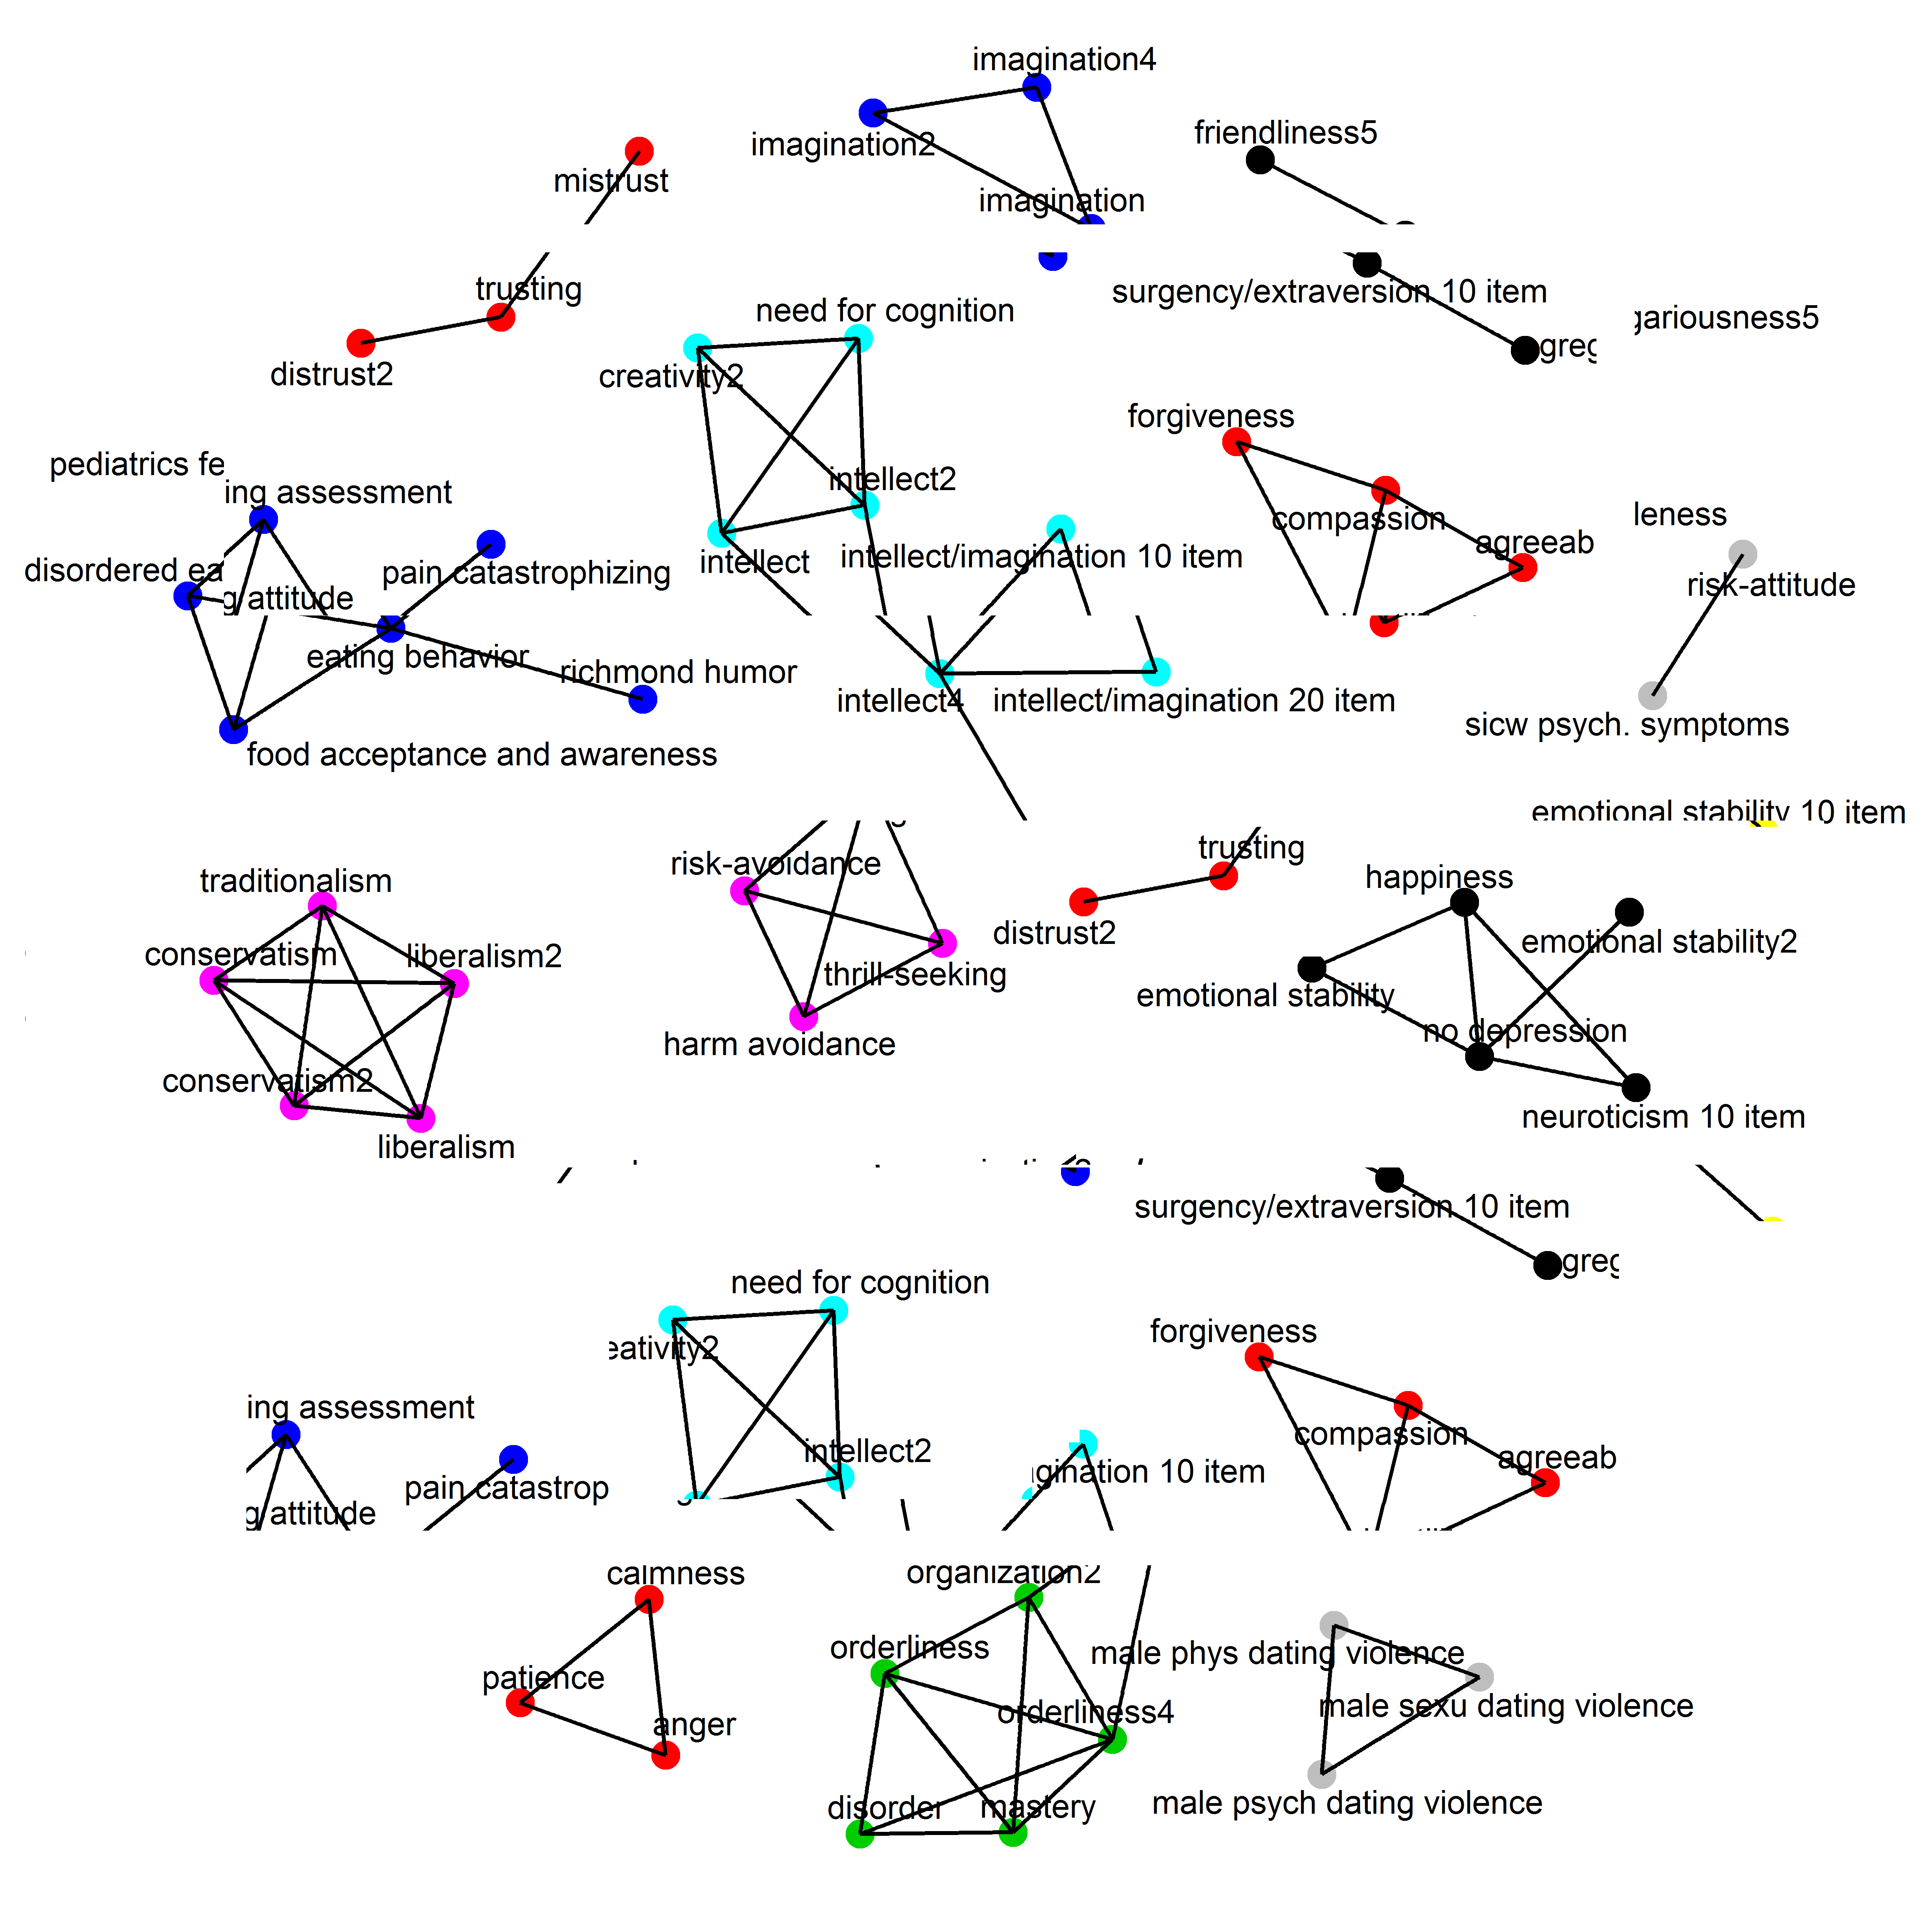 imagination4
friendliness5
imagination2
mistrust
imagination
trusting
surgency/extraversion 10 item
need for cognition
gariousness5
greg
distrust2
creativity2
forgiveness
pediatrics fe
ing assessment
intellect2
compassion
leness
agreeab
disordered ea
pain catastrophizing
intellect
intellect/imagination 10 item
risk-attitude
g attitude
eating behavior
richmond humor
intellect4
intellect/imagination 20 item
sicw psych. symptoms
food acceptance and awareness
emotional stability 10 item
traditionalism
risk-avoidance
trusting
happiness
conservatism
liberalism2
thrill-seeking
distrust2
emotional stability2
emotional stability
harm avoidance
no depression
conservatism2
liberalism
neuroticism 10 item
surgency/extraversion 10 item
greg
need for cognition
eativity2
forgiveness
ing assessment
intellect2
compassion
agreeab
pain catastrop
agination 10 item
g attitude
calmness
organization2
orderliness
male phys dating violence
patience
orderliness4
male sexu dating violence
anger
disorder
mastery
male psych dating violence